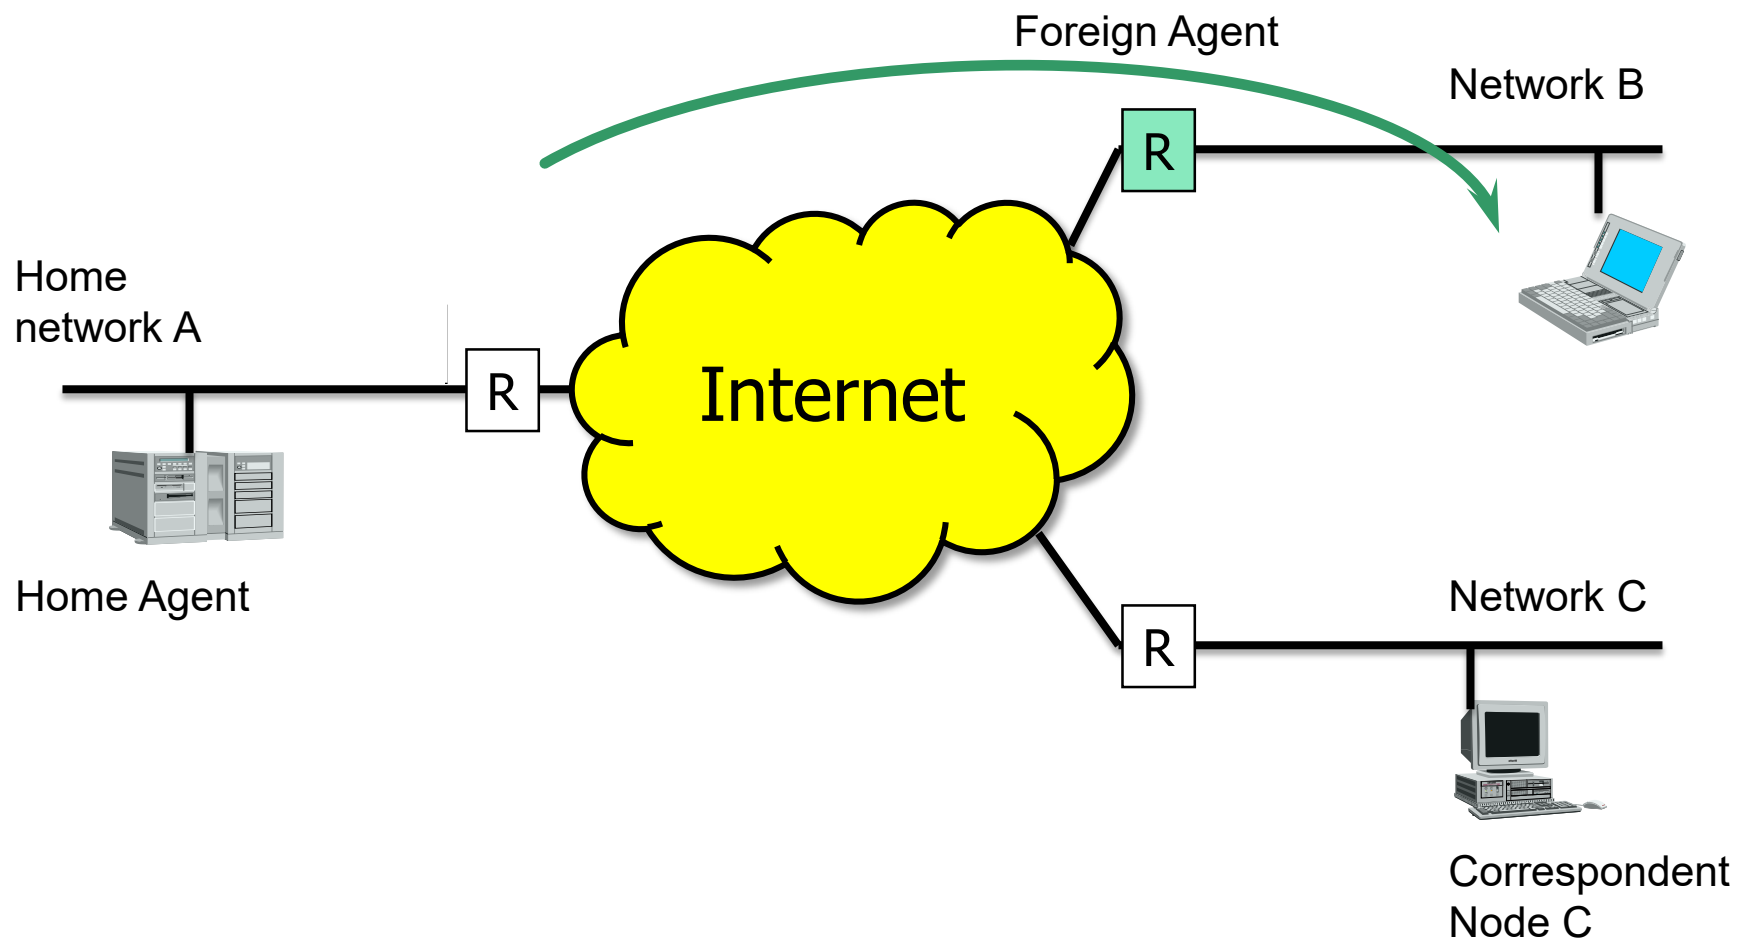 Foreign Agent
Network B
R
Home
network A
R
Internet
Home Agent
Network C
R
Correspondent
Node C